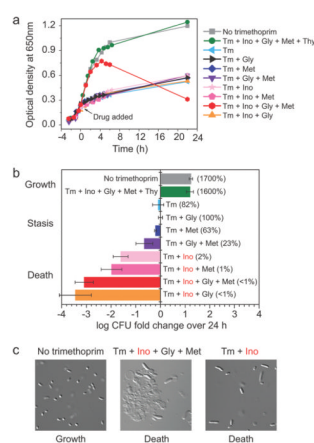 a
Optical density at 650nm
1.2
0.9
0.6
0.3
0.0
Drug added
-4 0 4 8 12 16 20 24
Time (h)
No trimethoprim
Tm + Ino + Gly + Met + Thy
Tm
Tm + Gly
Tm + Met
Tm + Gly + Met
Tm + Ino
Tm + Ino + Met
Tm + Ino + Gly + Met
Tm + Ino + Gly
b
Growth
No trimethoprim (1700%)
Tm + Ino + Gly + Met + Thy (1600%)
Stasis
Tm (82%)
Tm + Gly (100%)
Tm + Met (63%)
Tm + Gly + Met (23%)
Death
Tm + Ino (2%)
Tm + Ino + Met (1%)
Tm + Ino + Gly + Met (<1%)
Tm + Ino + Gly (<1%)
-4 -3 -2 -1 0 1 2 3 4
log CFU fold change over 24 h
c
No trimethoprim Tm + Ino + Gly + Met Tm + Ino
Growth Death Death